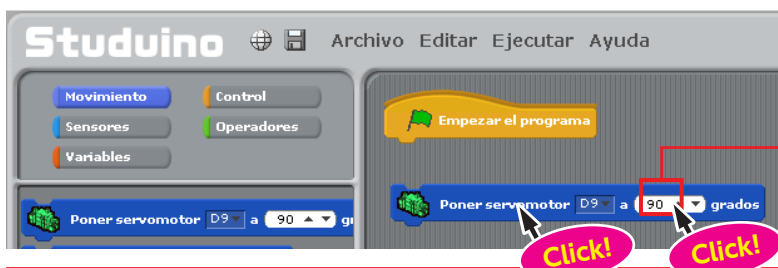 Studuino Archivo Editar Ejecutar Ayuda
Movimiento Control
Sensores Operadores
Variables
Poner servomotor D9 a 90 gr
Empezar el programa
Poner servomotor D9 a 90 grados
Click! Click!